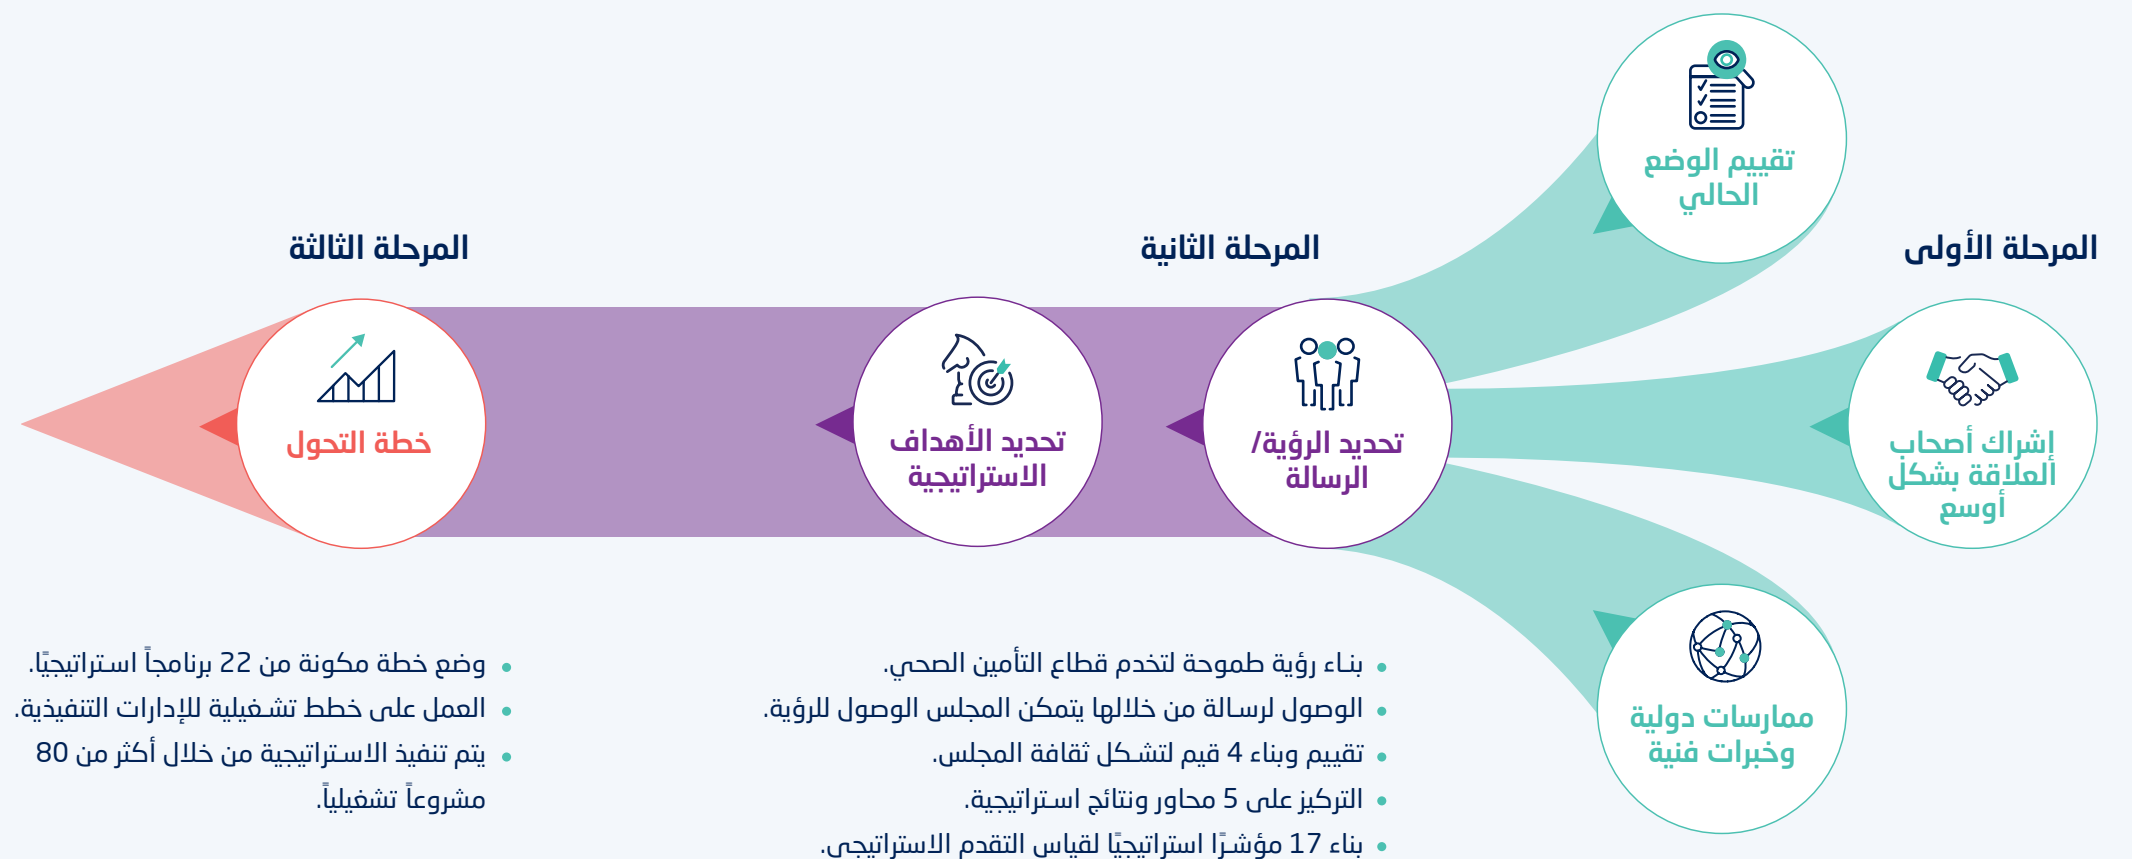 المرحلة الأولى
تقييم الوضع
الحالي
إشراك أصحاب
العلاقة بشكل
أوسع
ممارسات دولية
وخبرات فنية
المرحلة الثانية
تحديد الرؤية/
الرسالة
تحديد الأهداف
الاستراتيجية
• بناء رؤية طموحة لتخدم قطاع التأمين الصحي.
• الوصول لرسالة من خلالها يتمكن المجلس الوصول للرؤية.
• تقييم وبناء 4 قيم لتشكل ثقافة المجلس.
• التركيز على 5 محاور ونتائج استراتيجية.
• بناء 17 مؤشرًا استراتيجيًا لقياس التقدم الاستراتيجي.
المرحلة الثالثة
خطة التحول
• وضع خطة مكونة من 22 برنامجاً استراتيجيًا.
• العمل على خطط تشغيلية للإدارات التنفيذية.
• يتم تنفيذ الاستراتيجية من خلال أكثر من 80
مشروعاً تشغيلياً.